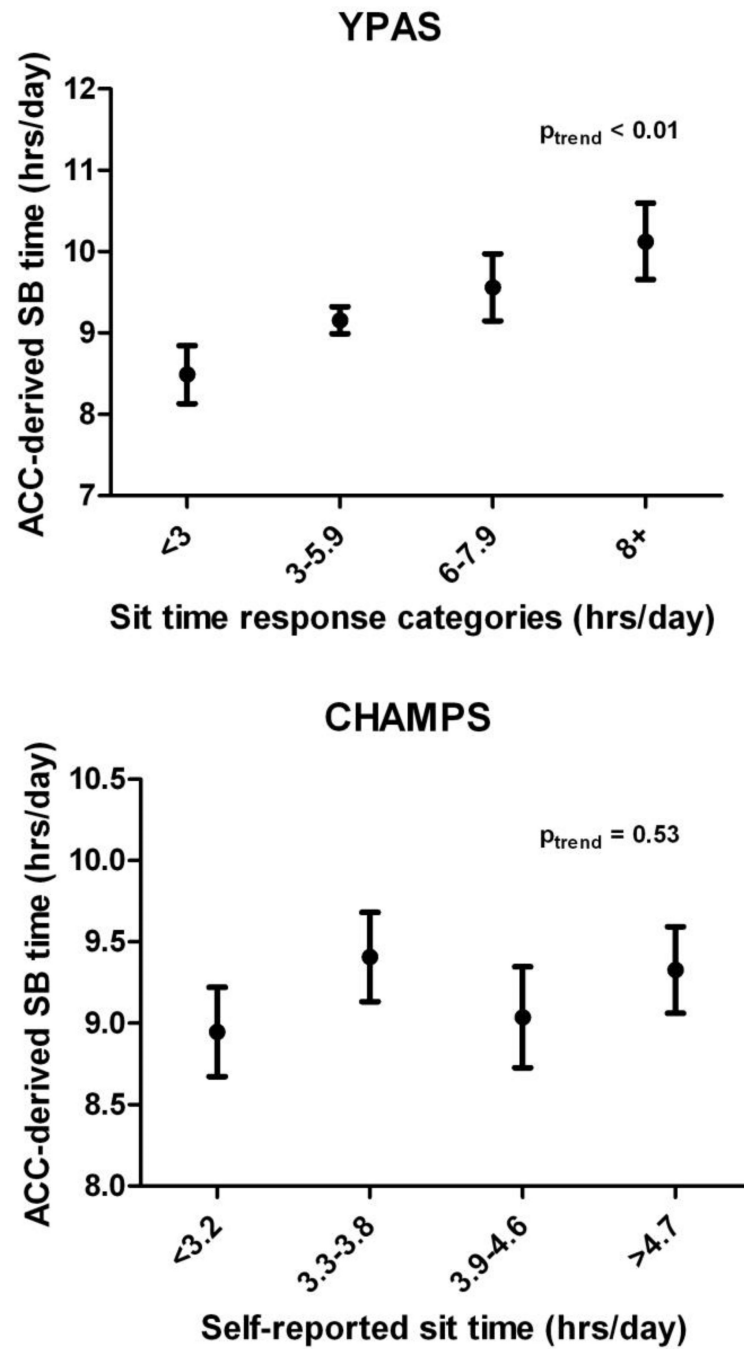 YPAS
ACC-derived SB time (hrs/day)
12
11
10
9
8
7
p_trend < 0.01
<3
3-5.9
6-7.9
8+
Sit time response categories (hrs/day)
CHAMPS
ACC-derived SB time (hrs/day)
10.5
10.0
9.5
9.0
8.5
8.0
p_trend = 0.53
<3.2
3.3-3.8
3.9-4.6
>4.7
Self-reported sit time (hrs/day)